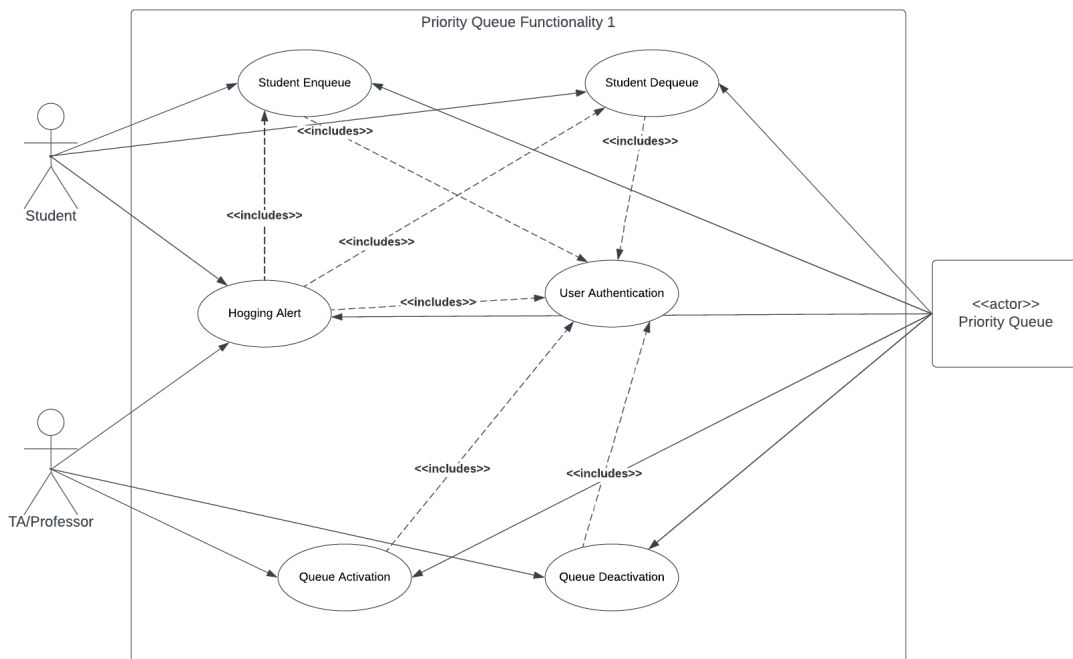 Priority Queue Functionality 1
Student Enqueue
Student Dequeue
<<includes>>
<<includes>>
Student
<<includes>>
<<includes>>
User Authentication
<<includes>>
Hogging Alert
<<actor>>
Priority Queue
<<includes>>
<<includes>>
TA/Professor
Queue Activation
Queue Deactivation